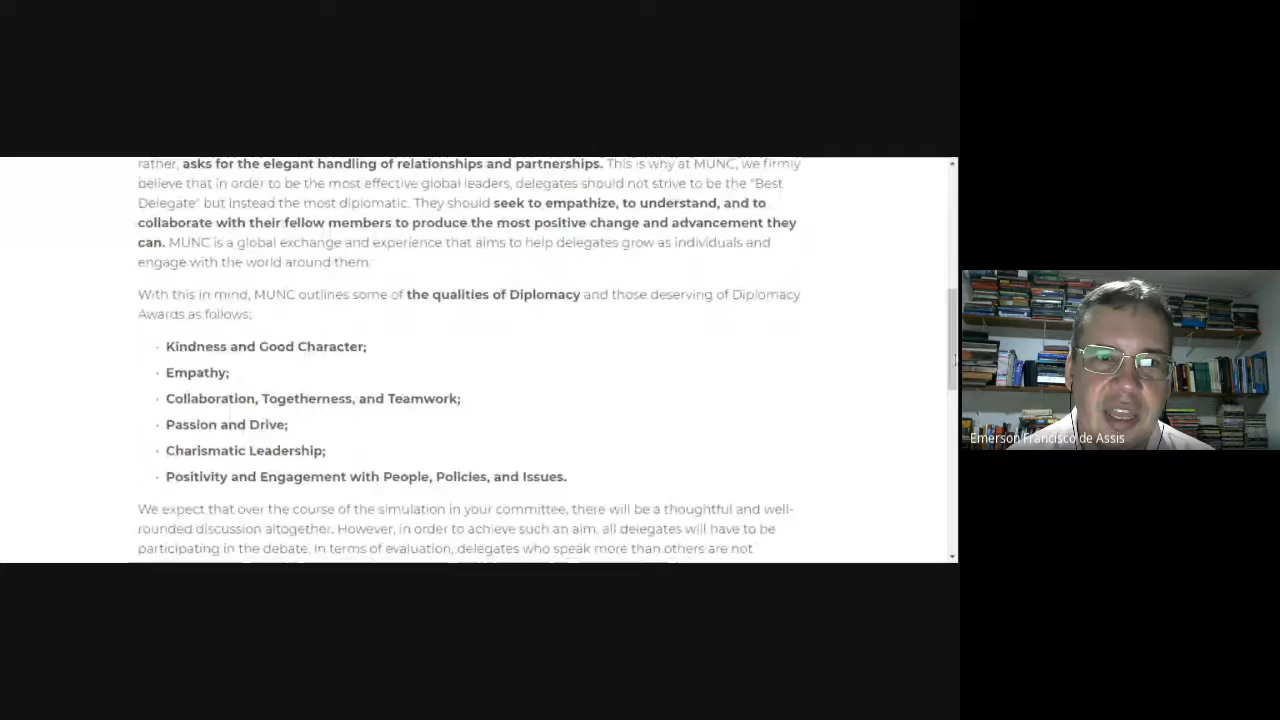 rather, asks for the elegant handling of relationships and partnerships. This is why at MUNC, we firmly
believe that in order to be the most effective global leaders, delegates should not strive to be the "Best
Delegate" but instead the most diplomatic. They should seek to empathize, to understand, and to
collaborate with their fellow members to produce the most positive change and advancement they
can. MUNC is a global exchange and experience that aims to help delegates grow as individuals and
engage with the world around them.
With this in mind, MUNC outlines some of the qualities of Diplomacy and those deserving of Diplomacy
Awards as follows;
· Kindness and Good Character;
· Empathy;
· Collaboration, Togetherness, and Teamwork;
· Passion and Drive;
· Charismatic Leadership;
· Positivity and Engagement with People, Policies, and Issues.
We expect that over the course of the simulation in your committee, there will be a thoughtful and well-
rounded discussion altogether. However, in order to achieve such an aim, all delegates will have to be
participating in the debate. In terms of evaluation, delegates who speak more than others are not
Emerson Francisco de Assis